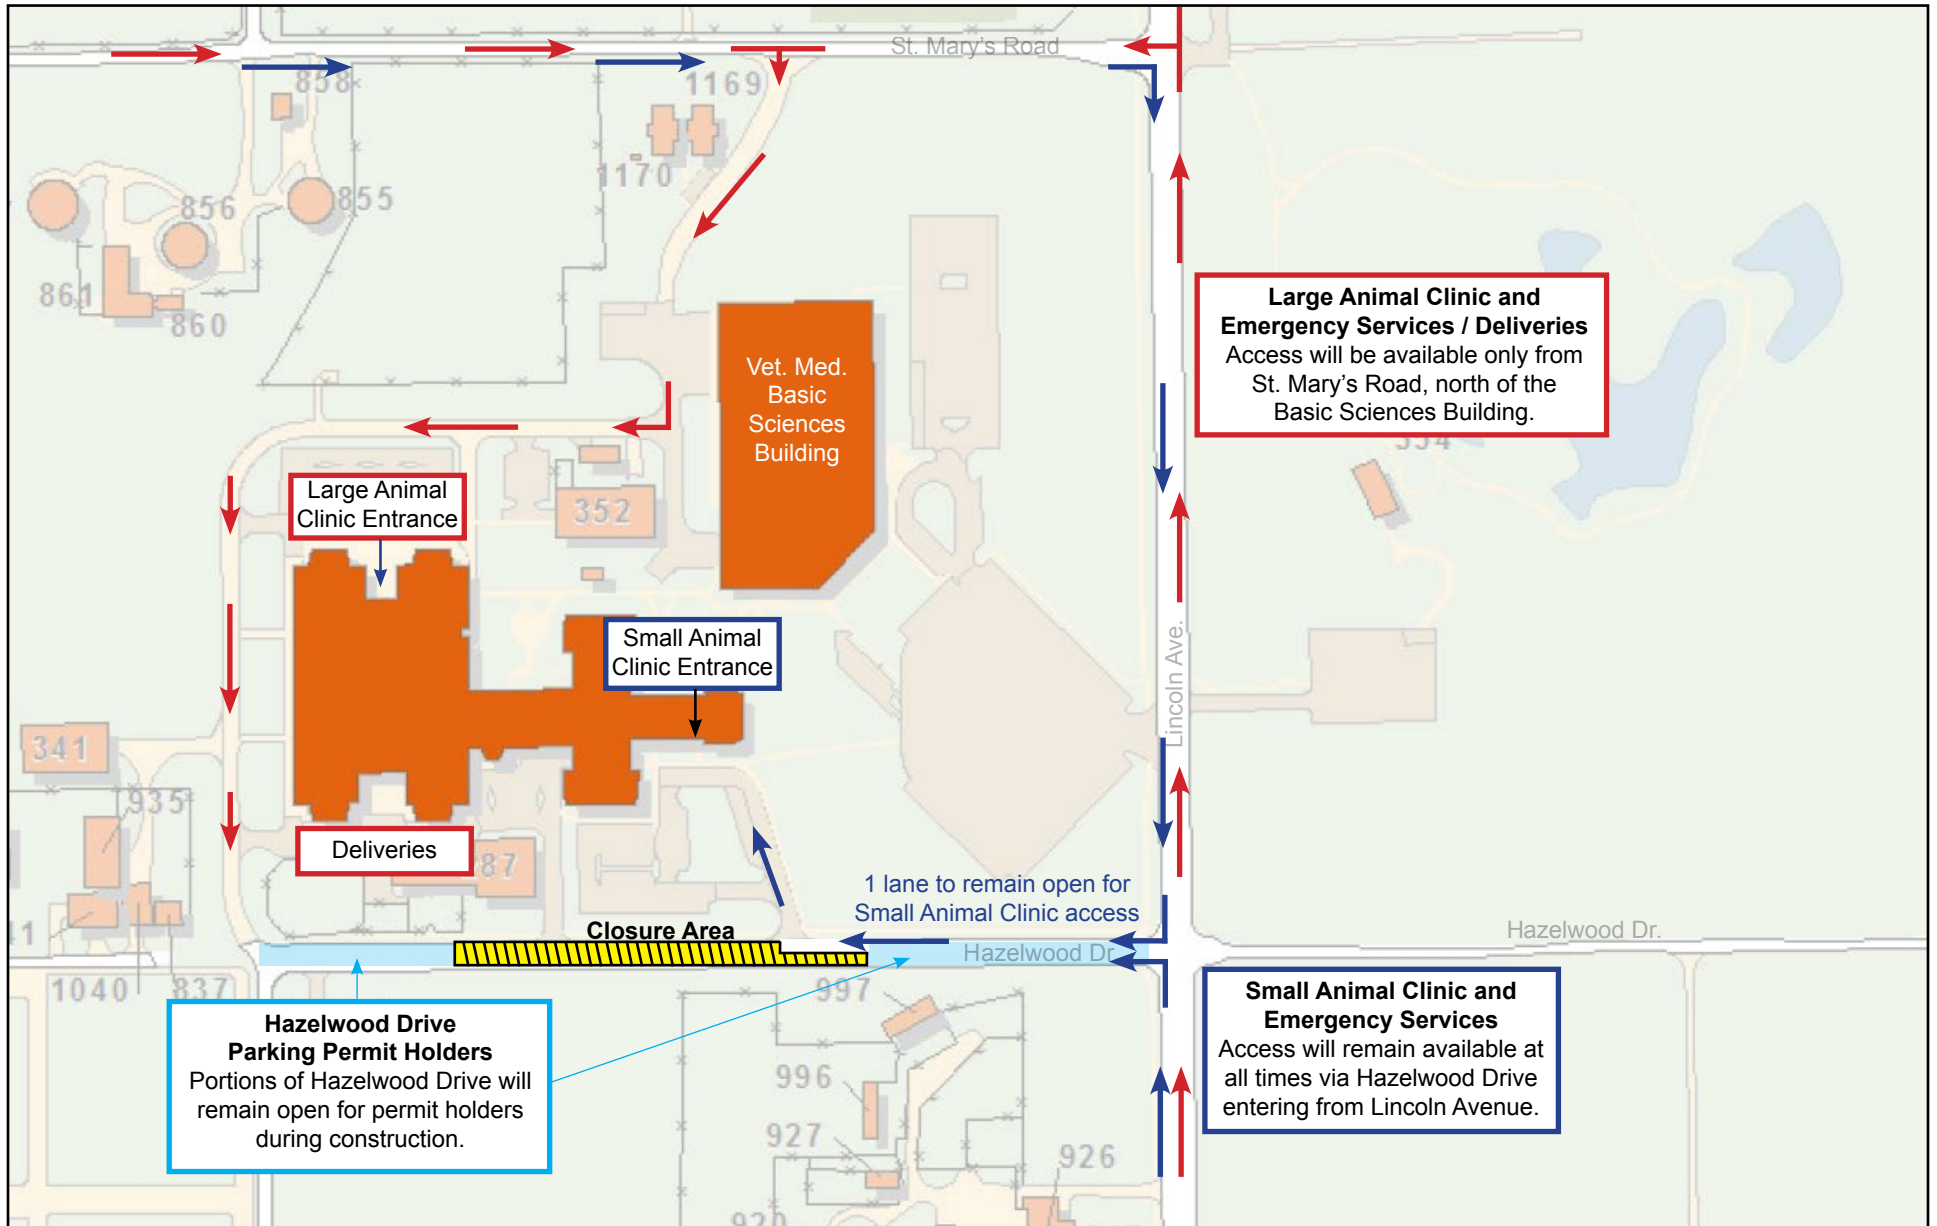 St. Mary's Road
858
1169
1170
856
855
861
860
Large Animal Clinic and
Emergency Services / Deliveries
Access will be available only from
St. Mary's Road, north of the
Basic Sciences Building.
Vet. Med.
Basic
Sciences
Building
Large Animal
Clinic Entrance
352
Small Animal
Clinic Entrance
Lincoln Ave.
341
935
Deliveries
87
1 lane to remain open for
Small Animal Clinic access
Closure Area
Hazelwood Dr.
Hazelwood Dr
1040
837
997
Hazelwood Drive
Parking Permit Holders
Portions of Hazelwood Drive will
remain open for permit holders
during construction.
Small Animal Clinic and
Emergency Services
Access will remain available at
all times via Hazelwood Drive
entering from Lincoln Avenue.
996
927
926